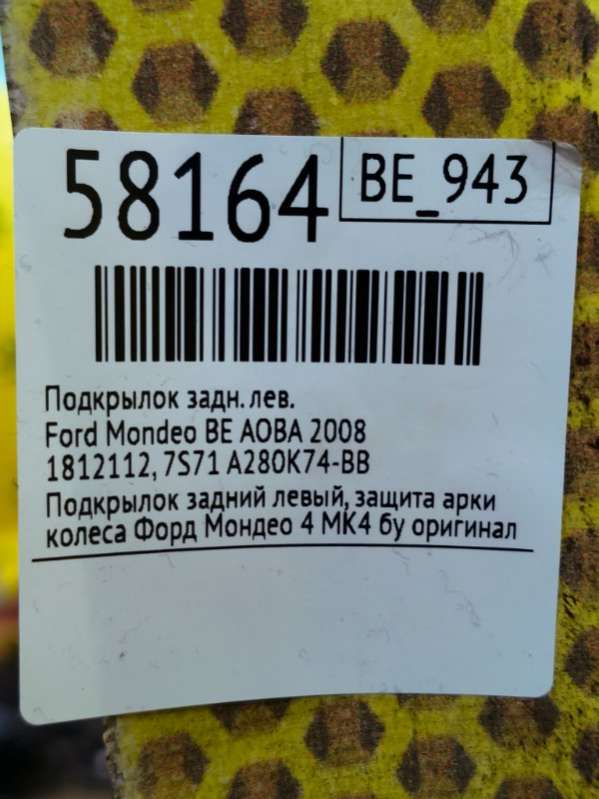 58164
BE_943
Подкрылок задн. лев.
Ford Mondeo BE AOBA 2008
1812112, 7S71 A280K74-BB
Подкрылок задний левый, защита арки
колеса Форд Мондео 4 МК4 бу оригинал